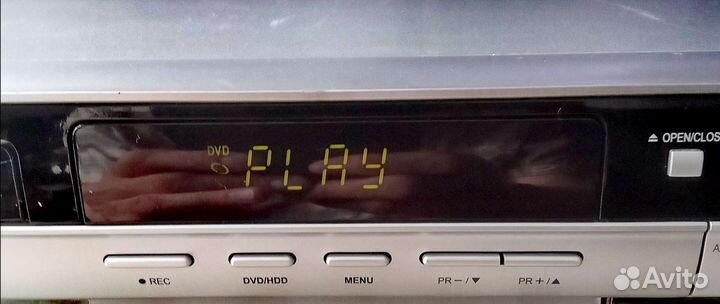 DVD
PLAY
⏏ OPEN/CLOS
● REC
DVD/HDD
MENU
PR − / ▼
PR + / ▲
A
Avito